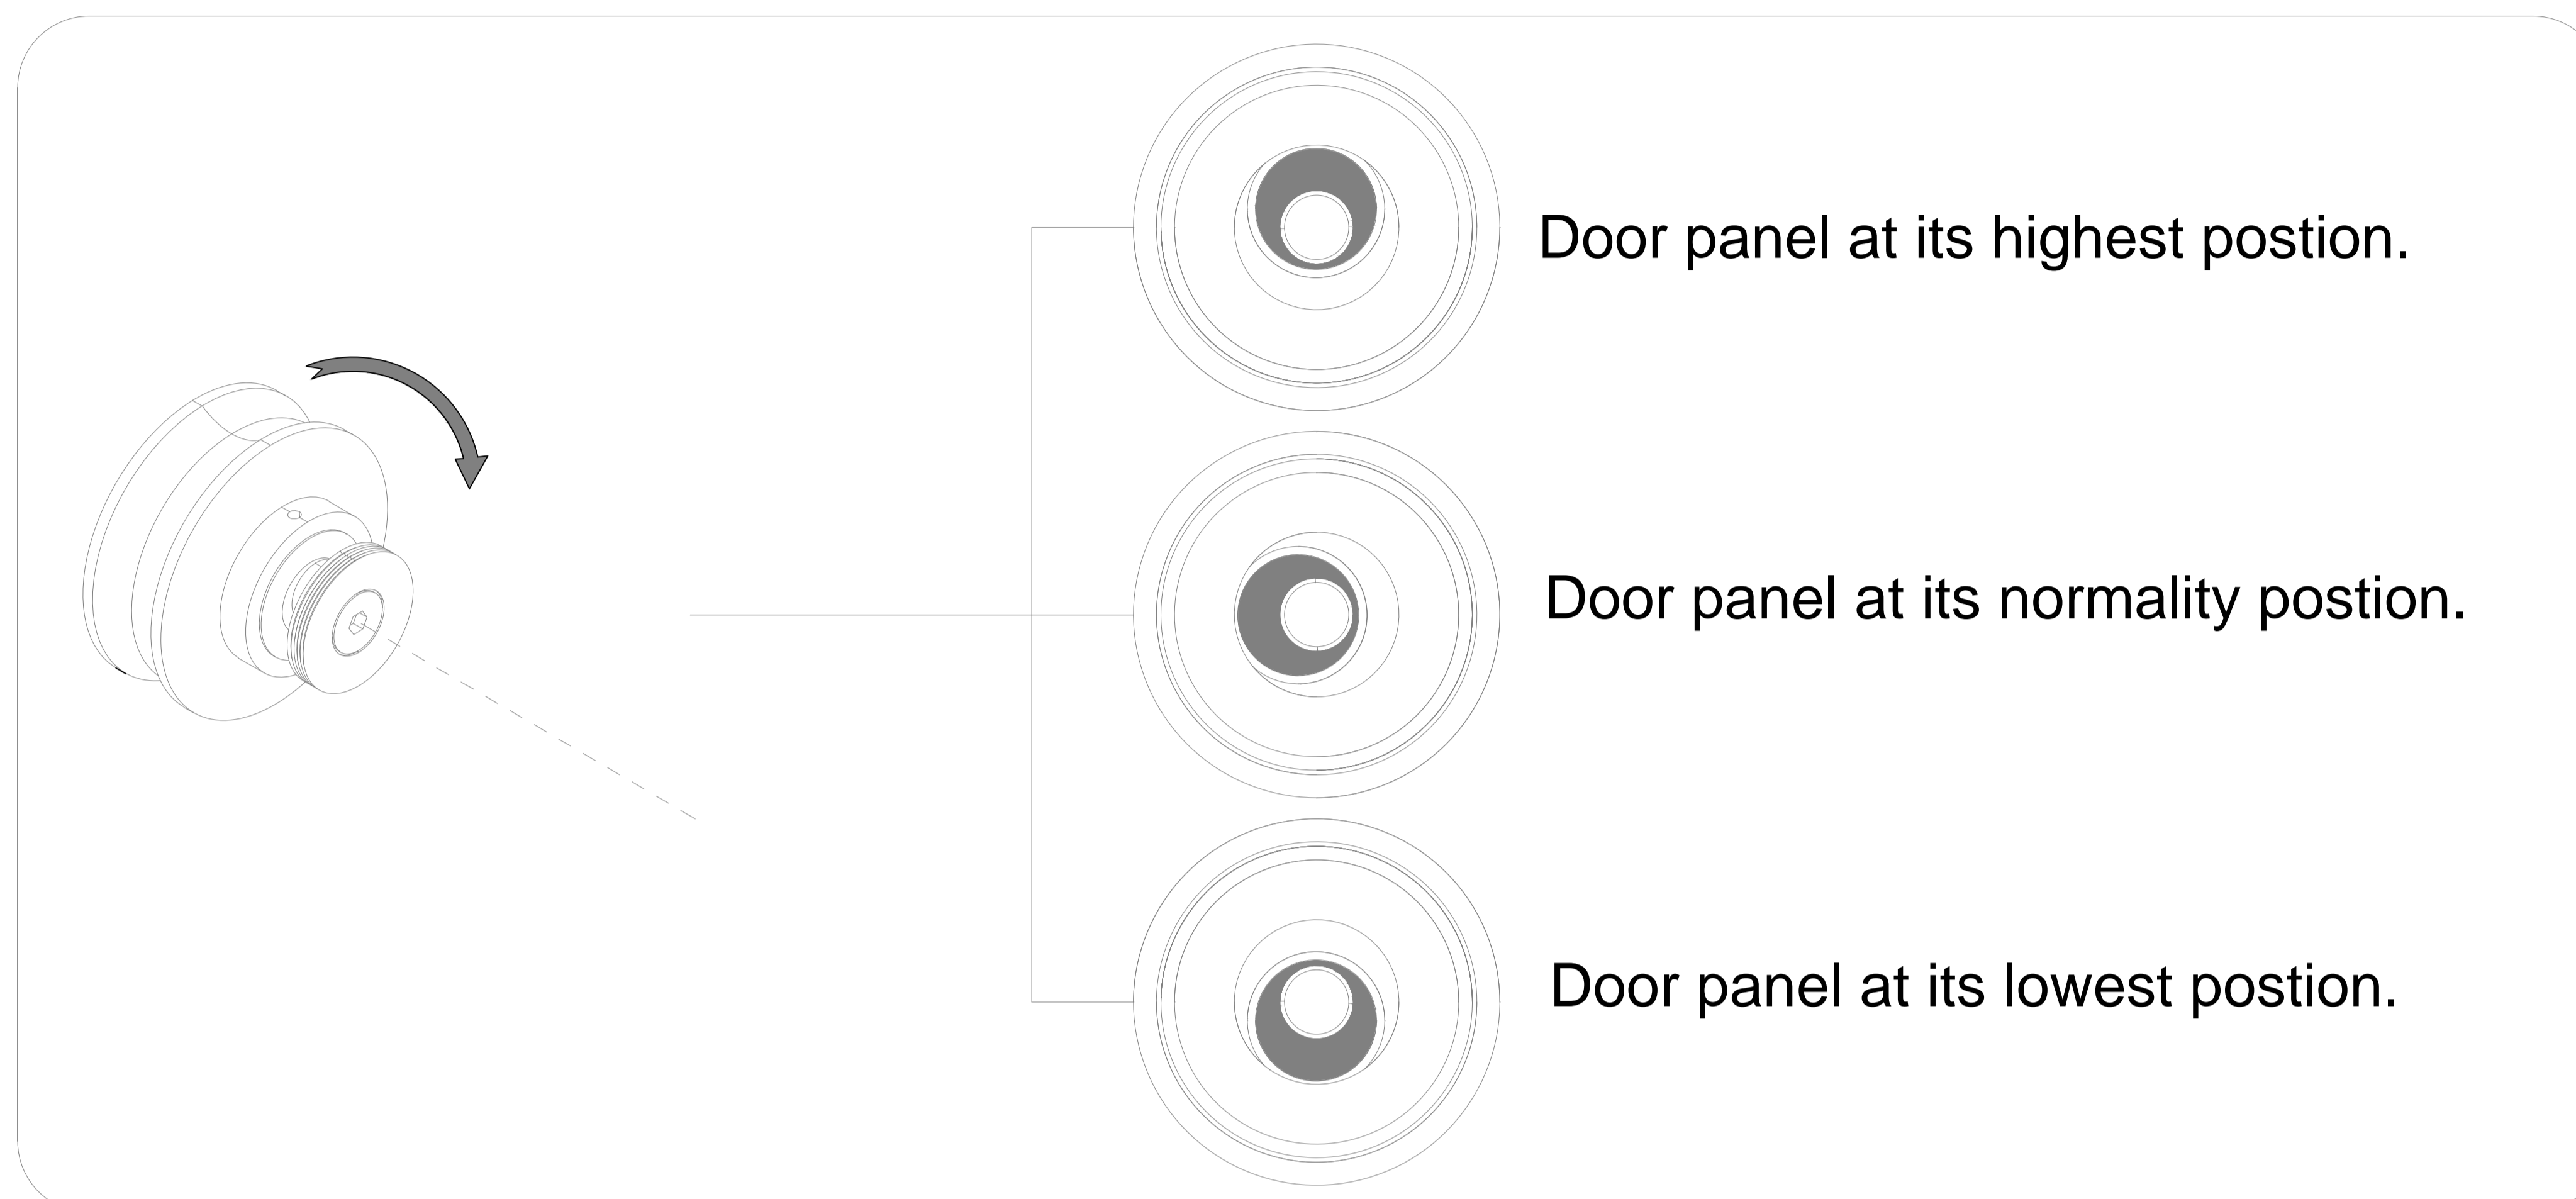 Door panel at its highest postion.
Door panel at its normality postion.
Door panel at its lowest postion.